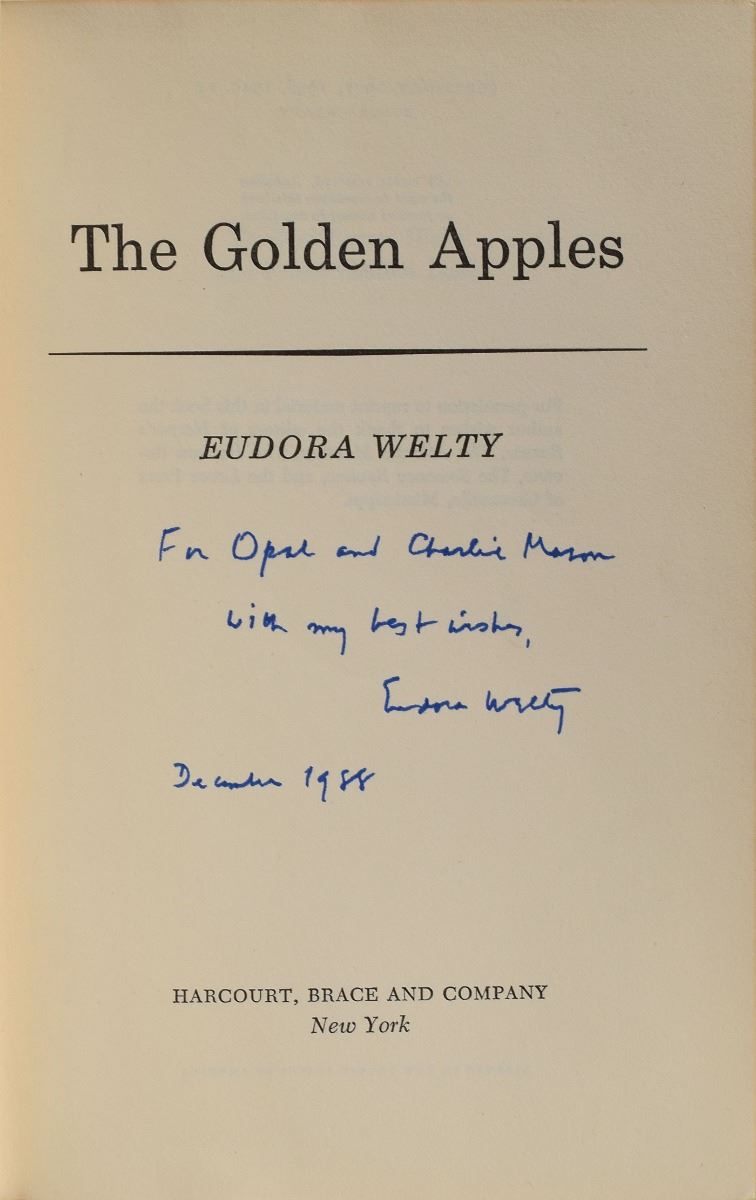 The Golden Apples
EUDORA WELTY
For Opal and Charlie Mason
with my best wishes,
Eudora Welty
December 1988
HARCOURT, BRACE AND COMPANY
New York